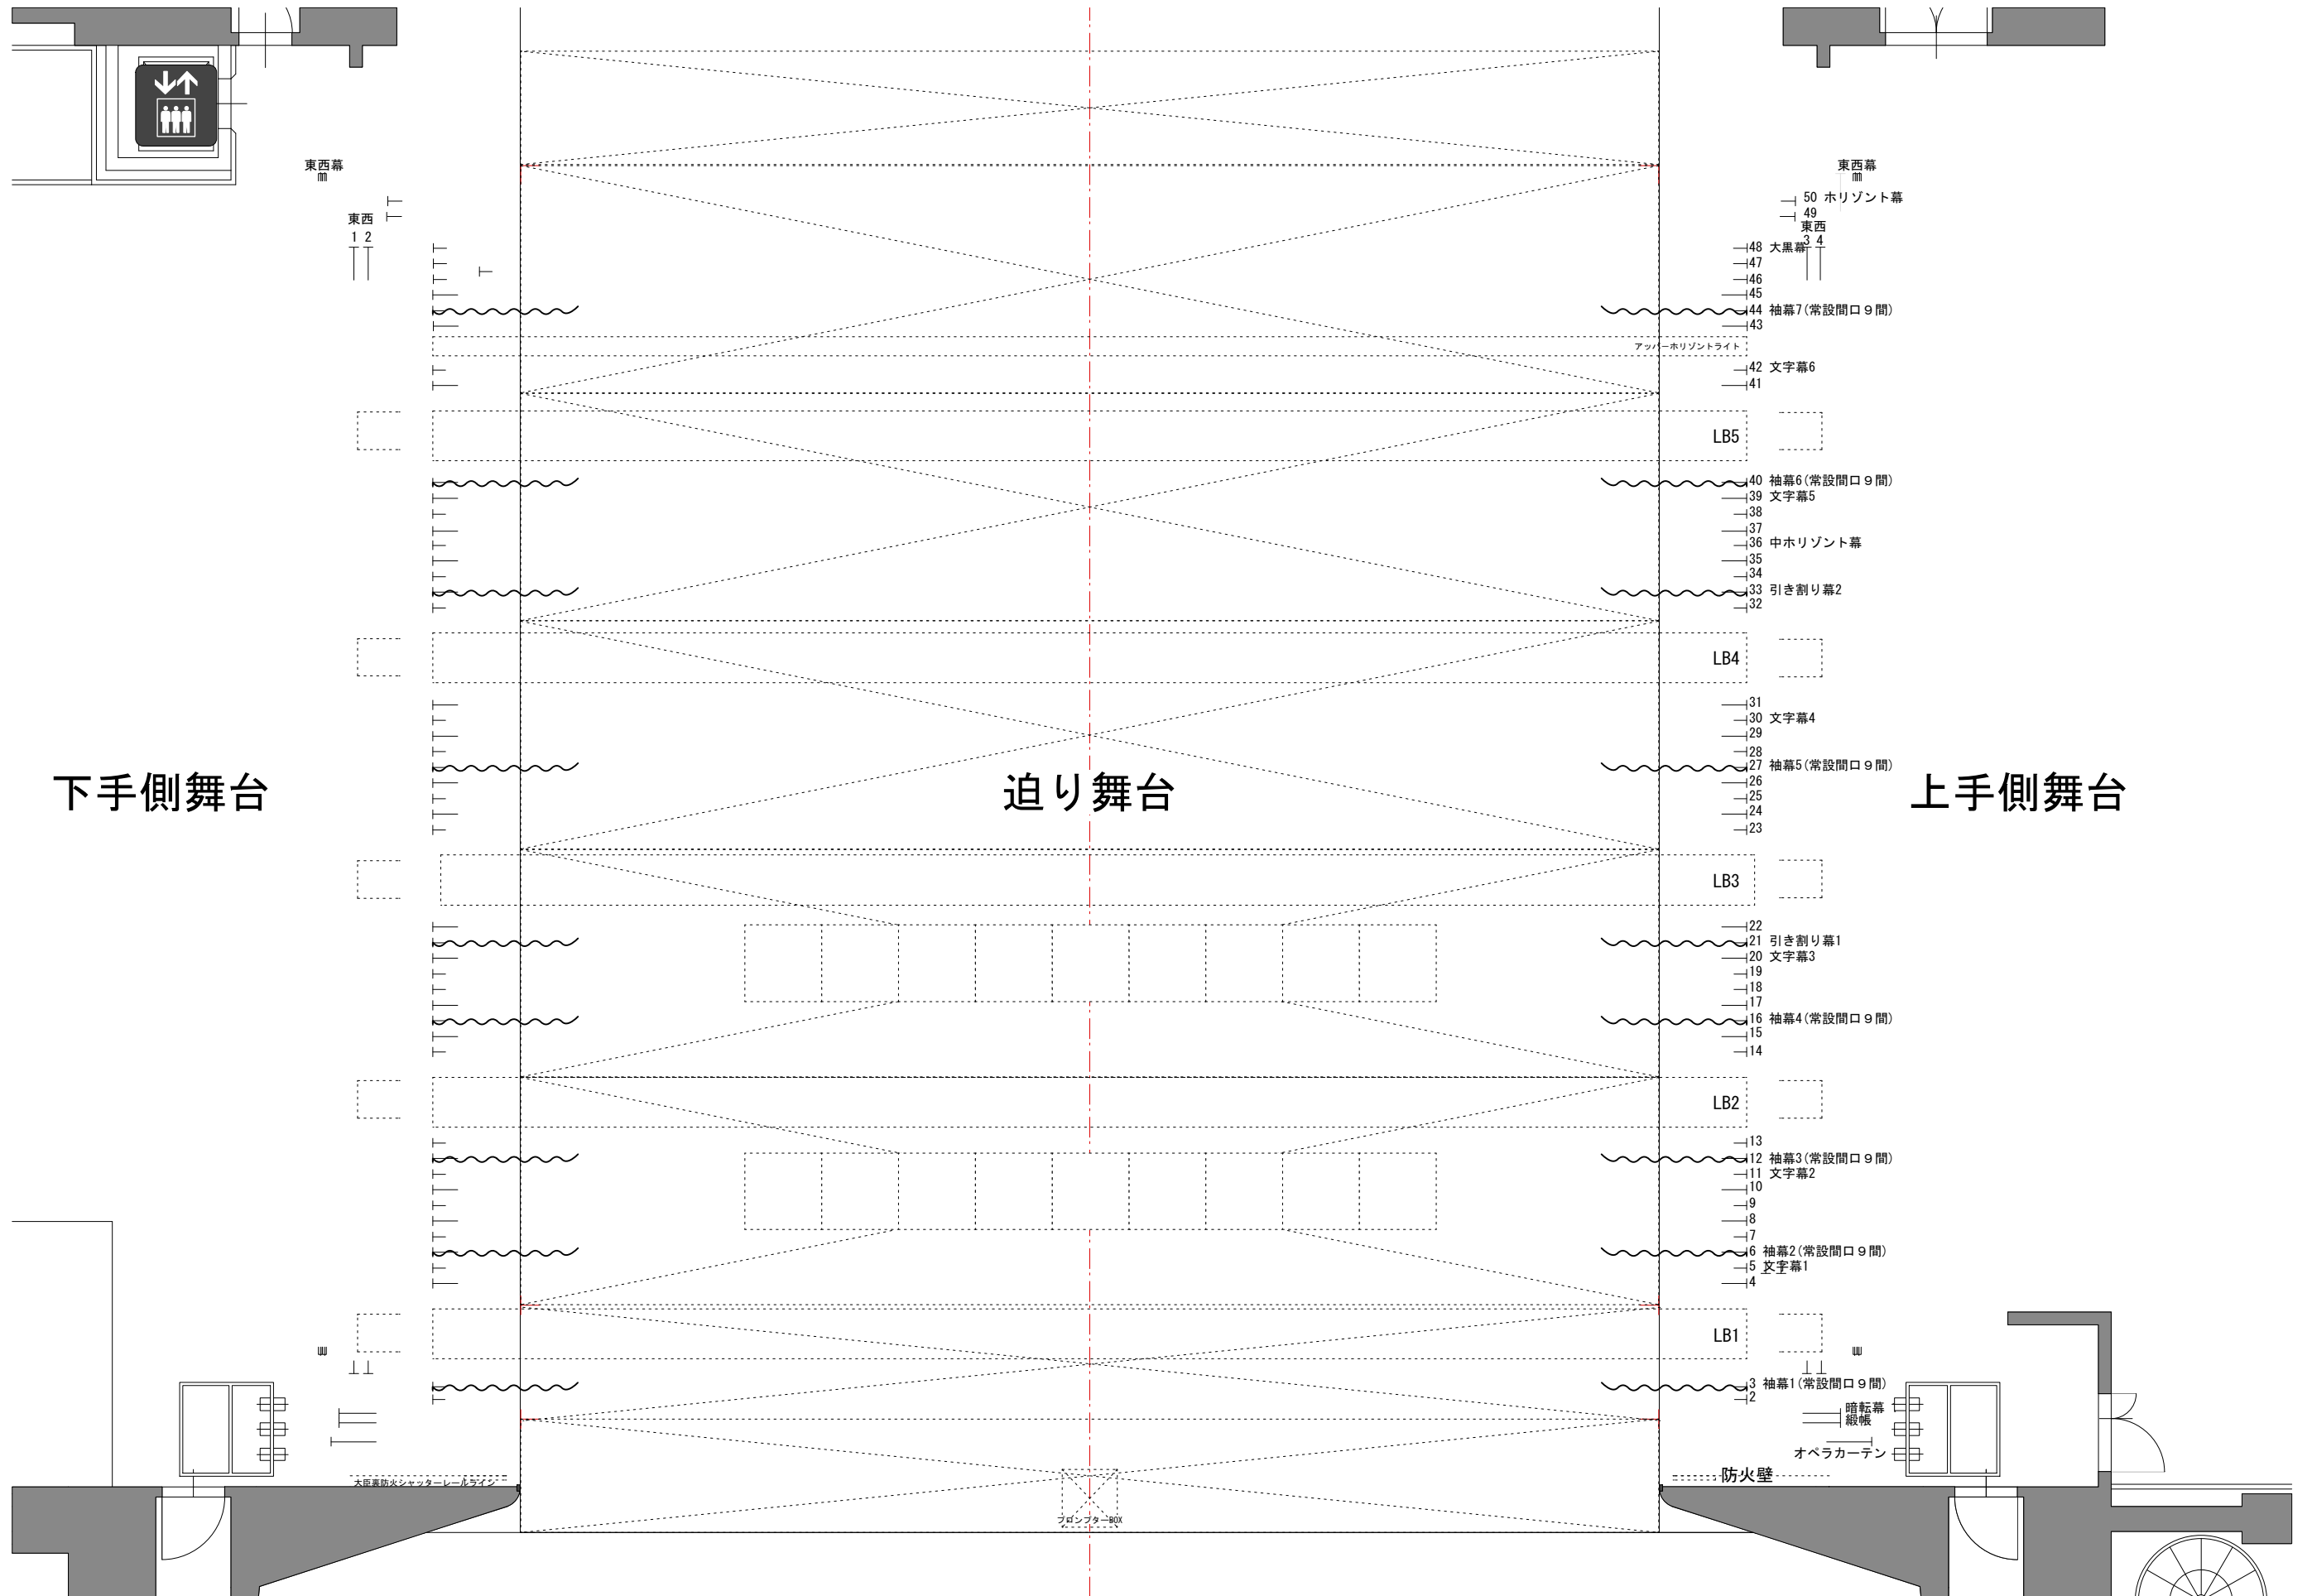 東西幕
東西幕
50 ホリゾント幕
49
東西
1 2
東西
3 4
48 大黒幕
47
46
45
44 袖幕7(常設間口９間)
43
アッパーホリゾントライト
42 文字幕6
41
LB5
40 袖幕6(常設間口９間)
39 文字幕5
38
37
36 中ホリゾント幕
35
34
33 引き割り幕2
32
LB4
31
30 文字幕4
29
28
27 袖幕5(常設間口９間)
26
25
24
23
下手側舞台
迫り舞台
上手側舞台
LB3
22
21 引き割り幕1
20 文字幕3
19
18
17
16 袖幕4(常設間口９間)
15
14
LB2
13
12 袖幕3(常設間口９間)
11 文字幕2
10
9
8
7
6 袖幕2(常設間口９間)
5 文字幕1
4
LB1
3 袖幕1(常設間口９間)
2
暗転幕
緞帳
オペラカーテン
防火壁
大臣裏防火シャッターレールライン
プロンプターBOX